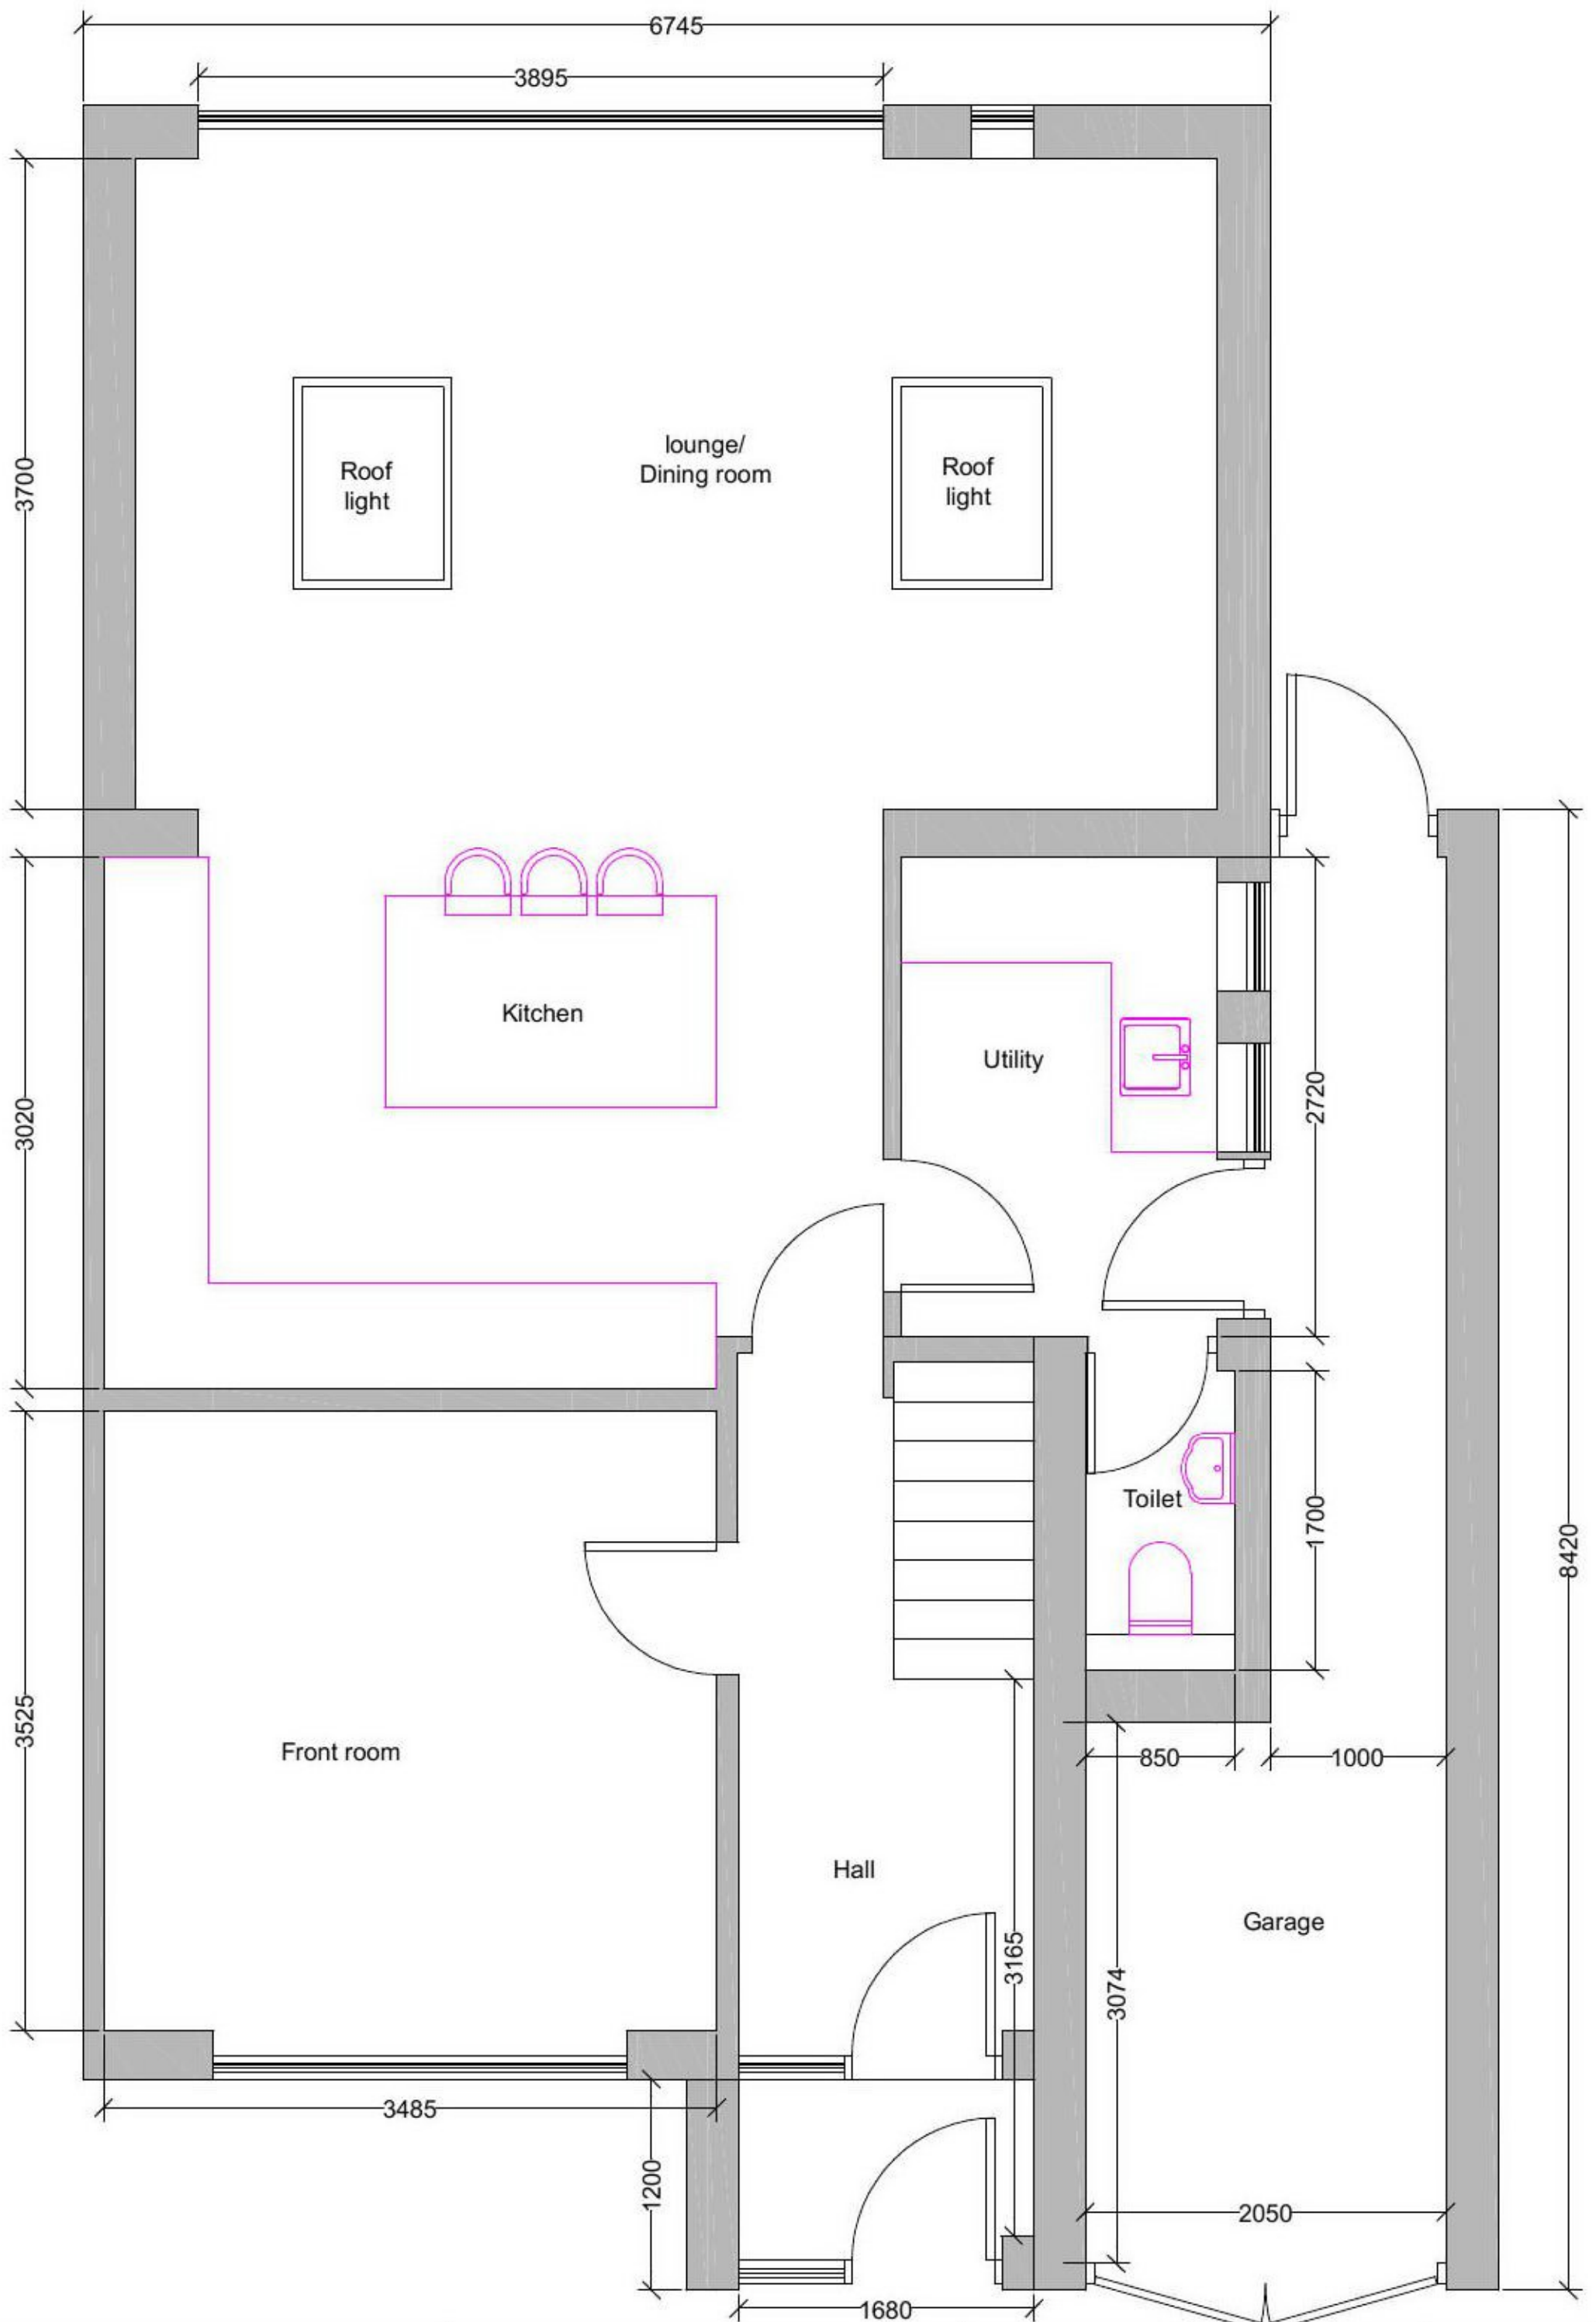 6745
3895
lounge/
Dining room
Roof
light
Roof
light
3700
Kitchen
Utility
3020
2720
Toilet
1700
8420
3525
Front room
850
1000
Hall
Garage
3165
3074
3485
1200
2050
1680